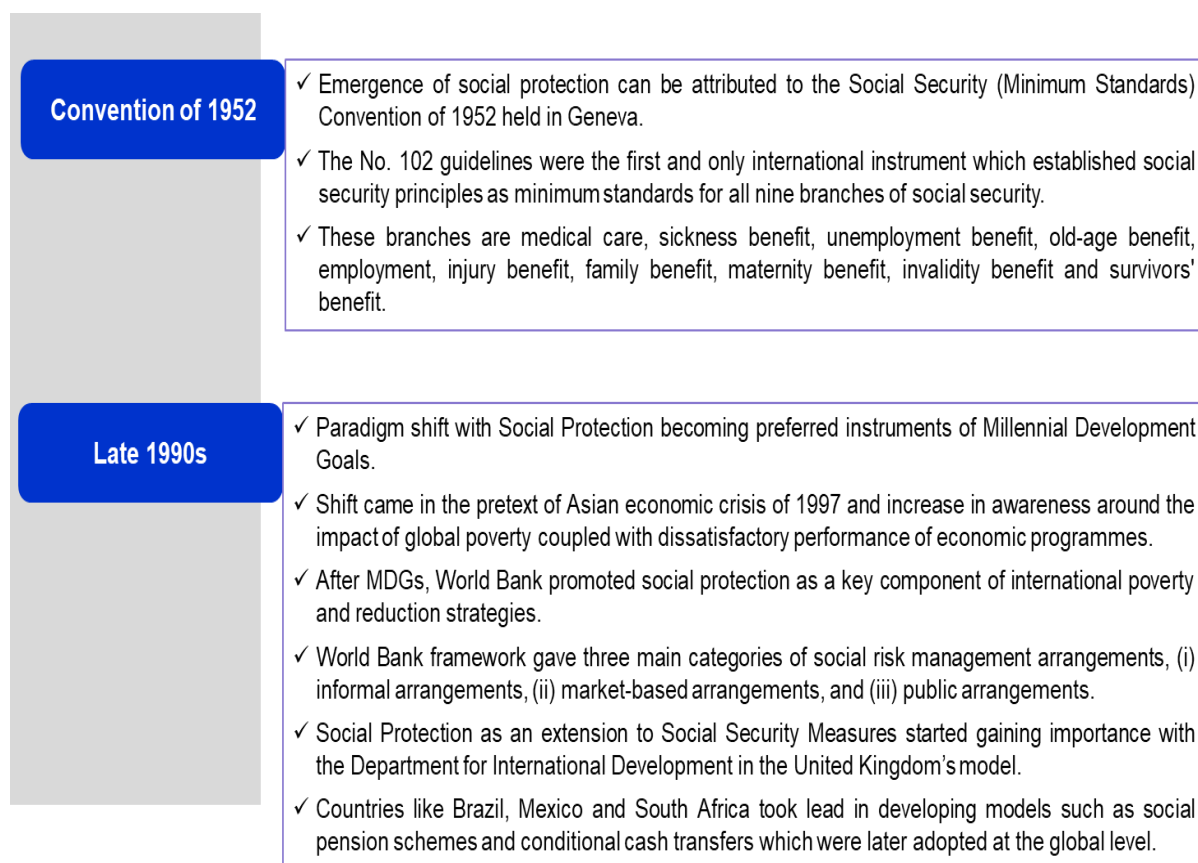 Convention of 1952
✓ Emergence of social protection can be attributed to the Social Security (Minimum Standards)
Convention of 1952 held in Geneva.
✓ The No. 102 guidelines were the first and only international instrument which established social
security principles as minimum standards for all nine branches of social security.
✓ These branches are medical care, sickness benefit, unemployment benefit, old-age benefit,
employment, injury benefit, family benefit, maternity benefit, invalidity benefit and survivors'
benefit.
Late 1990s
✓ Paradigm shift with Social Protection becoming preferred instruments of Millennial Development
Goals.
✓ Shift came in the pretext of Asian economic crisis of 1997 and increase in awareness around the
impact of global poverty coupled with dissatisfactory performance of economic programmes.
✓ After MDGs, World Bank promoted social protection as a key component of international poverty
and reduction strategies.
✓ World Bank framework gave three main categories of social risk management arrangements, (i)
informal arrangements, (ii) market-based arrangements, and (iii) public arrangements.
✓ Social Protection as an extension to Social Security Measures started gaining importance with
the Department for International Development in the United Kingdom's model.
✓ Countries like Brazil, Mexico and South Africa took lead in developing models such as social
pension schemes and conditional cash transfers which were later adopted at the global level.